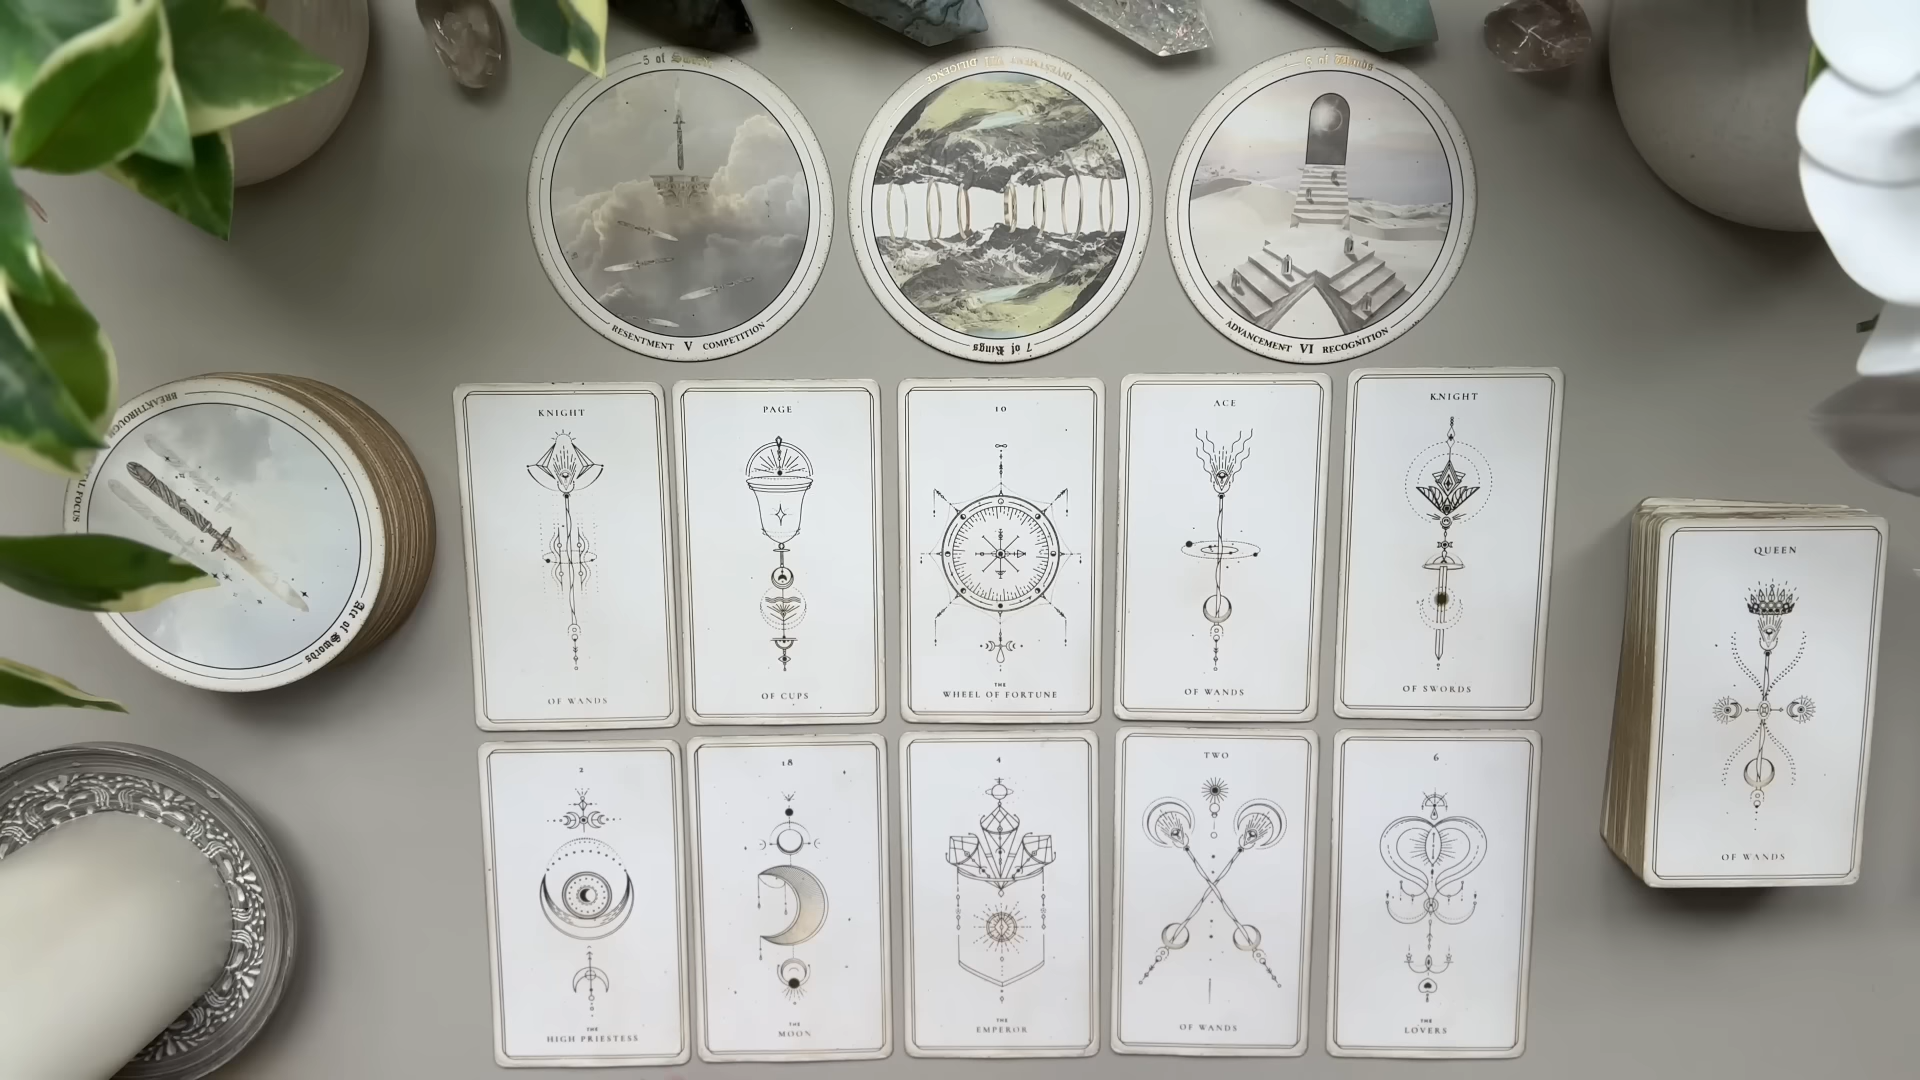 5 of Swords
RESENTMENT V COMPETITION
INVESTMENT VII DILIGENCE
7 of Rings
6 of Wands
ADVANCEMENT VI RECOGNITION
BREAKTHROUGH
FOCUS
Ace of Swords
KNIGHT
OF WANDS
PAGE
OF CUPS
10
THE
WHEEL OF FORTUNE
ACE
OF WANDS
KNIGHT
OF SWORDS
QUEEN
OF WANDS
2
THE
HIGH PRIESTESS
18
THE
MOON
4
THE
EMPEROR
TWO
OF WANDS
6
THE
LOVERS